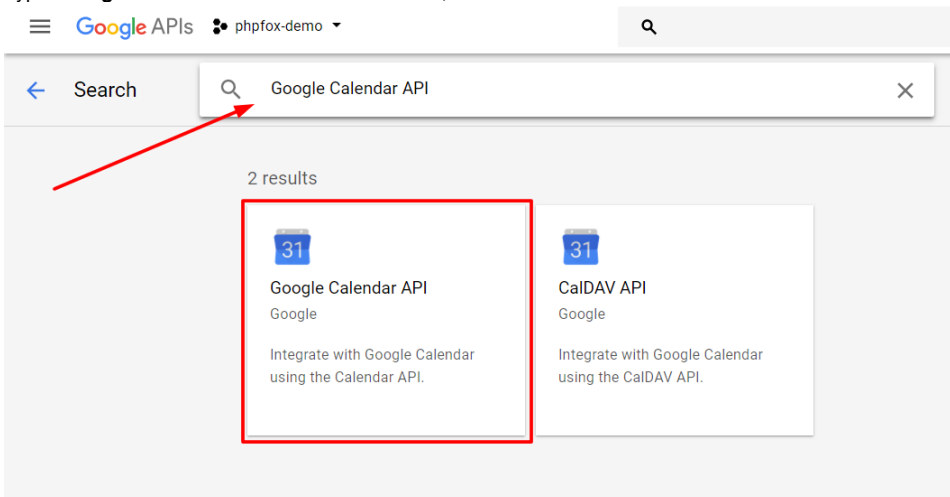 Google APIs phpfox-demo
Search Google Calendar API
2 results
31
Google Calendar API
Google
Integrate with Google Calendar
using the Calendar API.
31
CalDAV API
Google
Integrate with Google Calendar
using the CalDAV API.